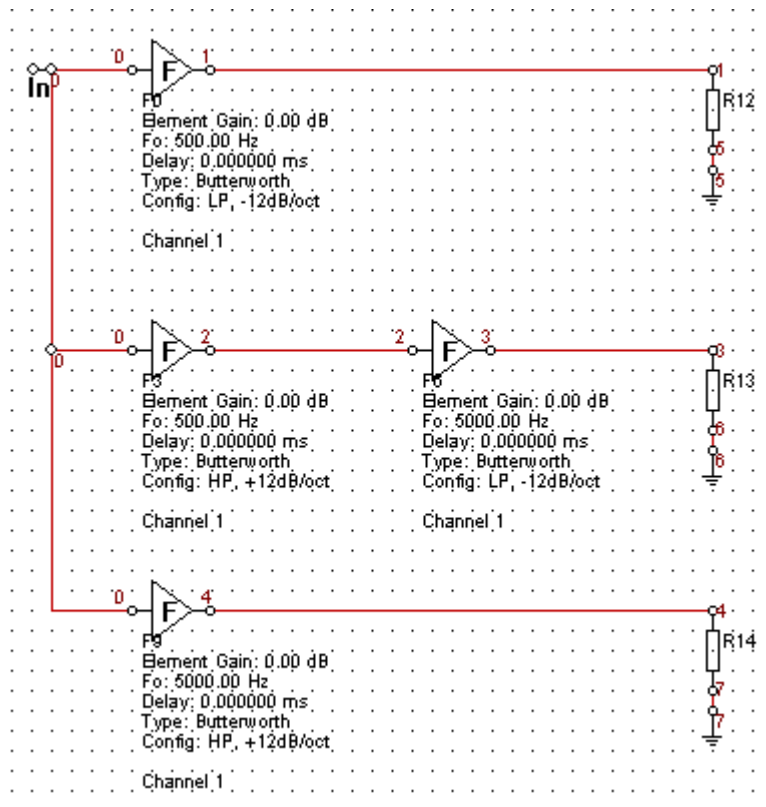 0 1 1
In 0 F
F0 R12
Element Gain: 0.00 dB
Fo: 500.00 Hz
Delay: 0.000000 ms
5
Type: Butterworth
5
Config: LP, -12dB/oct
Channel 1
0 2 2 3 3
0 F F
F3 F6 R13
Element Gain: 0.00 dB Element Gain: 0.00 dB
Fo: 500.00 Hz Fo: 5000.00 Hz
6
Delay: 0.000000 ms Delay: 0.000000 ms
Type: Butterworth Type: Butterworth
6
Config: HP, +12dB/oct Config: LP, -12dB/oct
Channel 1 Channel 1
0 4 4
F
F9 R14
Element Gain: 0.00 dB
Fo: 5000.00 Hz
7
Delay: 0.000000 ms
Type: Butterworth
7
Config: HP, +12dB/oct
Channel 1